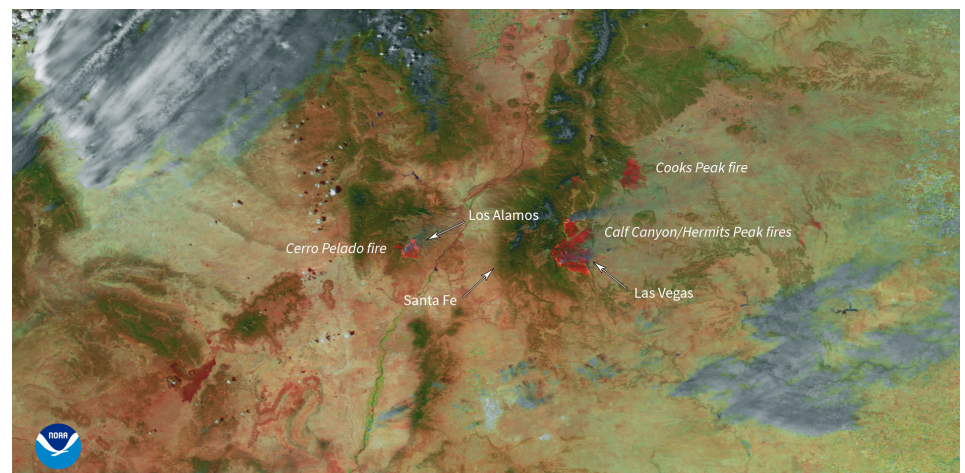 Cooks Peak fire
Los Alamos
Calf Canyon/Hermits Peak fires
Cerro Pelado fire
Las Vegas
Santa Fe
NOAA